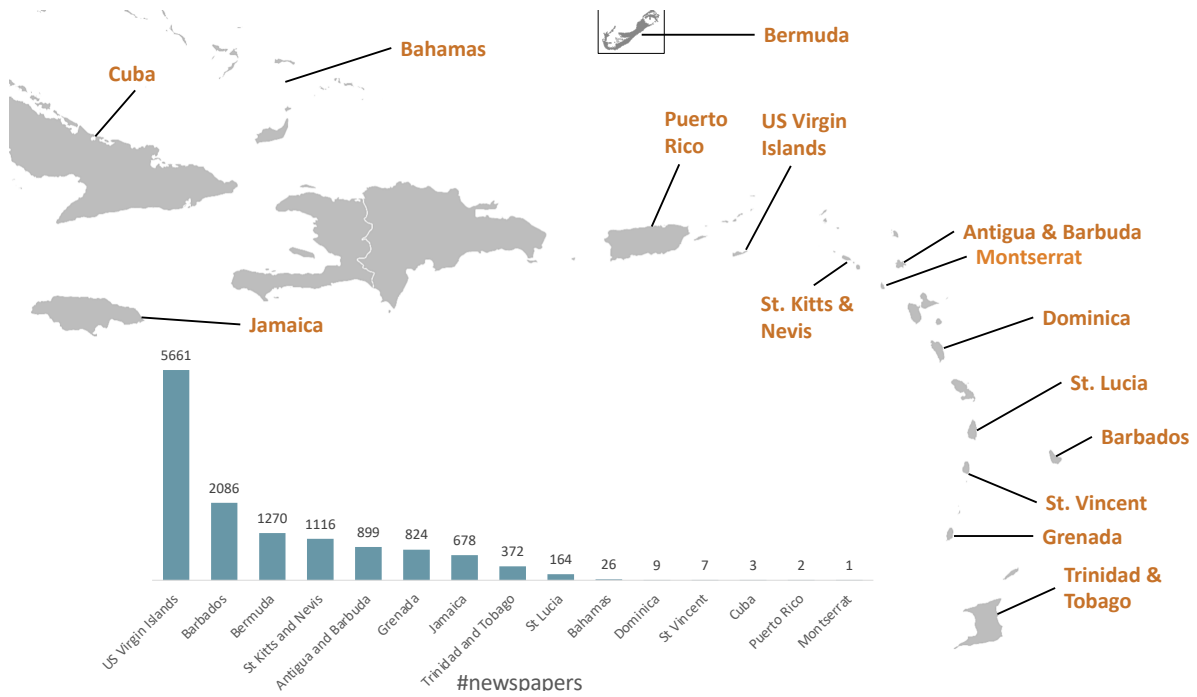 Bahamas
Bermuda
Cuba
Puerto
Rico
US Virgin
Islands
Antigua & Barbuda
Montserrat
St. Kitts &
Nevis
Dominica
Jamaica
St. Lucia
Barbados
St. Vincent
Grenada
Trinidad &
Tobago
5661
2086
1270
1116
899
824
678
372
164
26
9
7
3
2
1
US Virgin Islands
Barbados
Bermuda
St Kitts and Nevis
Antigua and Barbuda
Grenada
Jamaica
Trinidad and Tobago
St Lucia
Bahamas
Dominica
St Vincent
Cuba
Puerto Rico
Montserrat
#newspapers